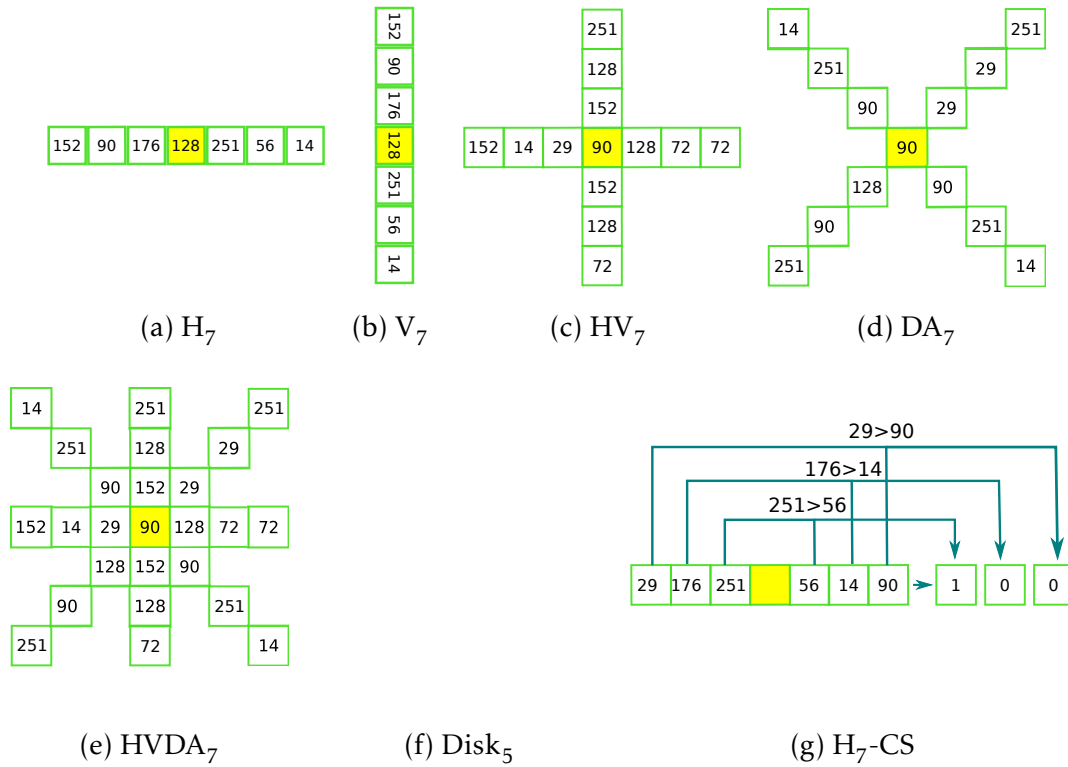 152 90 176 128 251 56 14
(a) H7
152
90
176
128
251
56
14
(b) V7
251
128
152
152 14 29 90 128 72 72
152
128
72
(c) HV7
14 251
251 29
90 29
90
128 90
90 251
251 14
(d) DA7
14 251 251
251 128 29
90 152 29
152 14 29 90 128 72 72
128 152 90
90 128 251
251 72 14
(e) HVDA7
(f) Disk5
29>90
176>14
251>56
29 176 251 56 14 90 1 0 0
(g) H7-CS